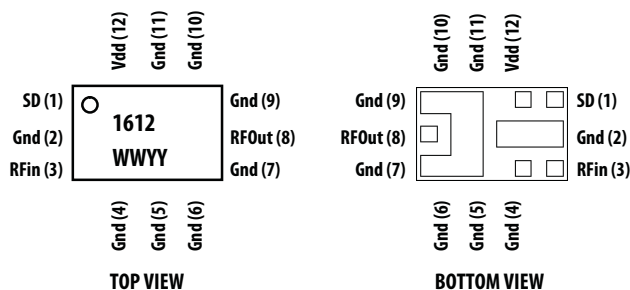 Vdd (12)
Gnd (11)
Gnd (10)
SD (1)
Gnd (2)
RFin (3)
1612
WWYY
Gnd (9)
RFOut (8)
Gnd (7)
Gnd (4)
Gnd (5)
Gnd (6)
TOP VIEW
Gnd (10)
Gnd (11)
Vdd (12)
Gnd (9)
RFOut (8)
Gnd (7)
SD (1)
Gnd (2)
RFin (3)
Gnd (6)
Gnd (5)
Gnd (4)
BOTTOM VIEW